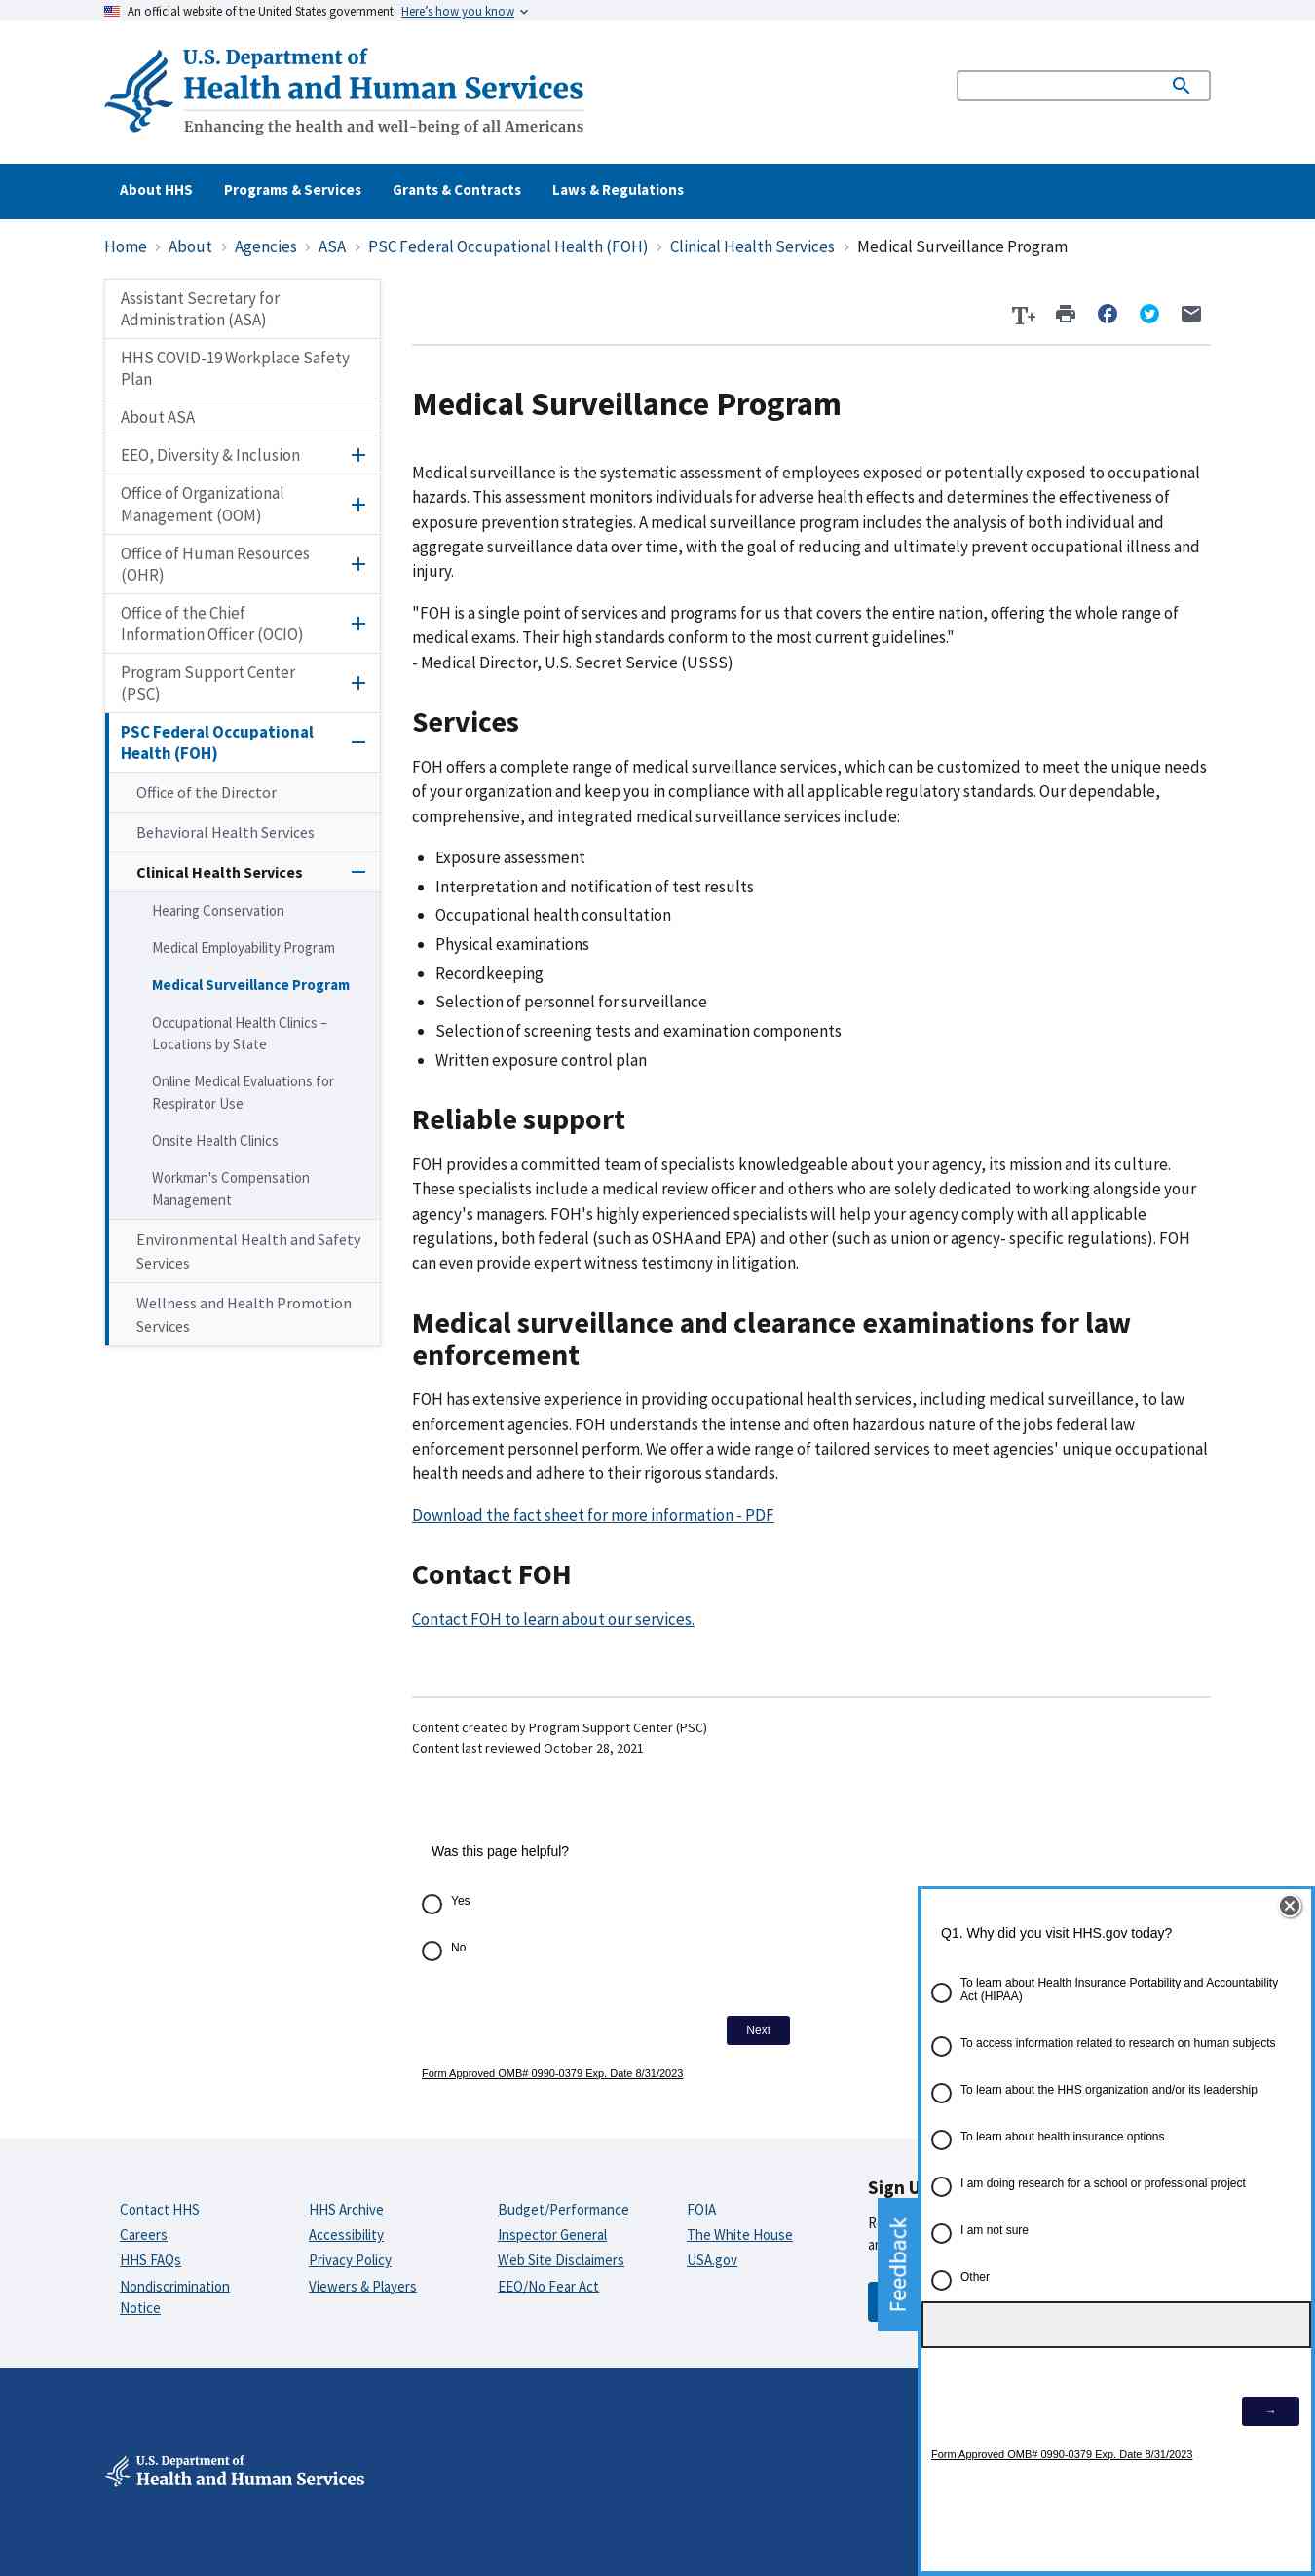 An official website of the United States government Here's how you know
U.S. Department of
Health and Human Services
Enhancing the health and well-being of all Americans
About HHS Programs & Services Grants & Contracts Laws & Regulations
Home > About > Agencies > ASA > PSC Federal Occupational Health (FOH) > Clinical Health Services > Medical Surveillance Program
Assistant Secretary for
Administration (ASA)
HHS COVID-19 Workplace Safety
Plan
About ASA
EEO, Diversity & Inclusion
Office of Organizational
Management (OOM)
Office of Human Resources
(OHR)
Office of the Chief
Information Officer (OCIO)
Program Support Center
(PSC)
PSC Federal Occupational
Health (FOH)
Office of the Director
Behavioral Health Services
Clinical Health Services
Hearing Conservation
Medical Employability Program
Medical Surveillance Program
Occupational Health Clinics –
Locations by State
Online Medical Evaluations for
Respirator Use
Onsite Health Clinics
Workman's Compensation
Management
Environmental Health and Safety
Services
Wellness and Health Promotion
Services
T+
Medical Surveillance Program
Medical surveillance is the systematic assessment of employees exposed or potentially exposed to occupational
hazards. This assessment monitors individuals for adverse health effects and determines the effectiveness of
exposure prevention strategies. A medical surveillance program includes the analysis of both individual and
aggregate surveillance data over time, with the goal of reducing and ultimately prevent occupational illness and
injury.
"FOH is a single point of services and programs for us that covers the entire nation, offering the whole range of
medical exams. Their high standards conform to the most current guidelines."
- Medical Director, U.S. Secret Service (USSS)
Services
FOH offers a complete range of medical surveillance services, which can be customized to meet the unique needs
of your organization and keep you in compliance with all applicable regulatory standards. Our dependable,
comprehensive, and integrated medical surveillance services include:
• Exposure assessment
• Interpretation and notification of test results
• Occupational health consultation
• Physical examinations
• Recordkeeping
• Selection of personnel for surveillance
• Selection of screening tests and examination components
• Written exposure control plan
Reliable support
FOH provides a committed team of specialists knowledgeable about your agency, its mission and its culture.
These specialists include a medical review officer and others who are solely dedicated to working alongside your
agency's managers. FOH's highly experienced specialists will help your agency comply with all applicable
regulations, both federal (such as OSHA and EPA) and other (such as union or agency- specific regulations). FOH
can even provide expert witness testimony in litigation.
Medical surveillance and clearance examinations for law
enforcement
FOH has extensive experience in providing occupational health services, including medical surveillance, to law
enforcement agencies. FOH understands the intense and often hazardous nature of the jobs federal law
enforcement personnel perform. We offer a wide range of tailored services to meet agencies' unique occupational
health needs and adhere to their rigorous standards.
Download the fact sheet for more information - PDF
Contact FOH
Contact FOH to learn about our services.
Content created by Program Support Center (PSC)
Content last reviewed October 28, 2021
Was this page helpful?
Yes
No
Next
Form Approved OMB# 0990-0379 Exp. Date 8/31/2023
Q1. Why did you visit HHS.gov today?
To learn about Health Insurance Portability and Accountability
Act (HIPAA)
To access information related to research on human subjects
To learn about the HHS organization and/or its leadership
To learn about health insurance options
I am doing research for a school or professional project
I am not sure
Other
→
Form Approved OMB# 0990-0379 Exp. Date 8/31/2023
Feedback
Sign
Contact HHS
Careers
HHS FAQs
Nondiscrimination
Notice
HHS Archive
Accessibility
Privacy Policy
Viewers & Players
Budget/Performance
Inspector General
Web Site Disclaimers
EEO/No Fear Act
FOIA
The White House
USA.gov
U.S. Department of
Health and Human Services